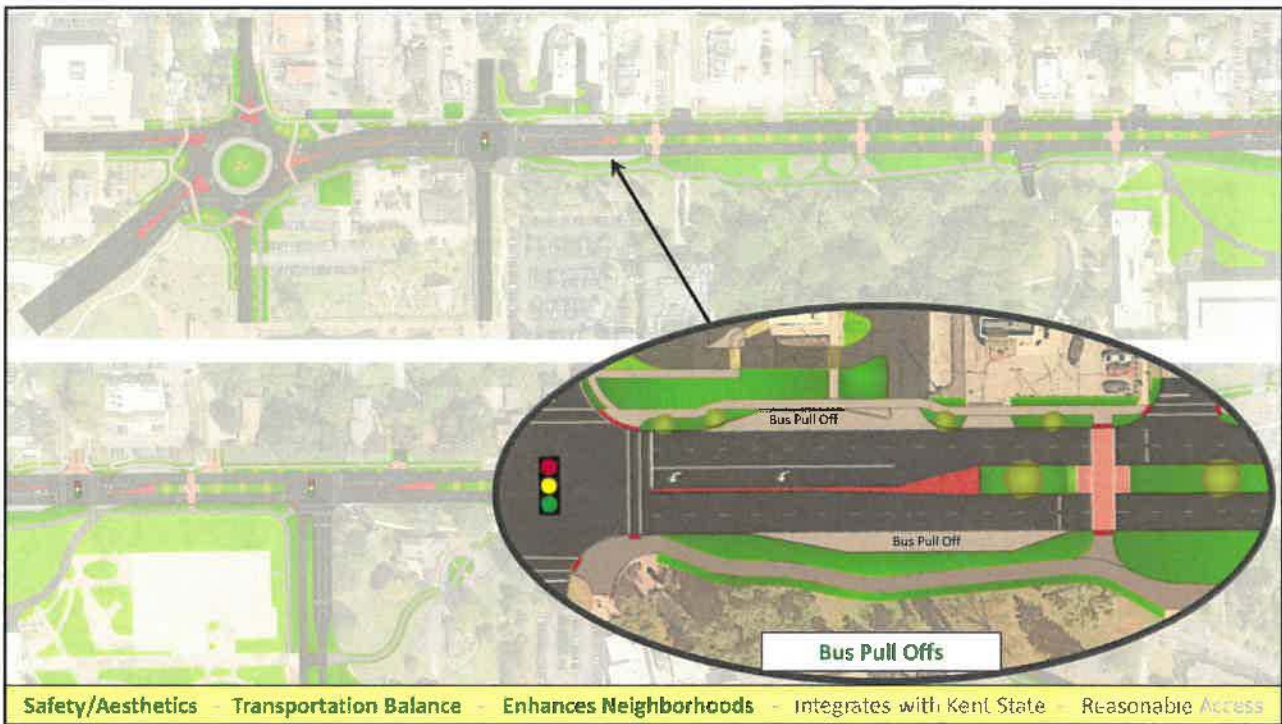 Bus Pull Off
Bus Pull Off
Bus Pull Offs
Safety/Aesthetics - Transportation Balance - Enhances Neighborhoods - Integrates with Kent State - Reasonable Access